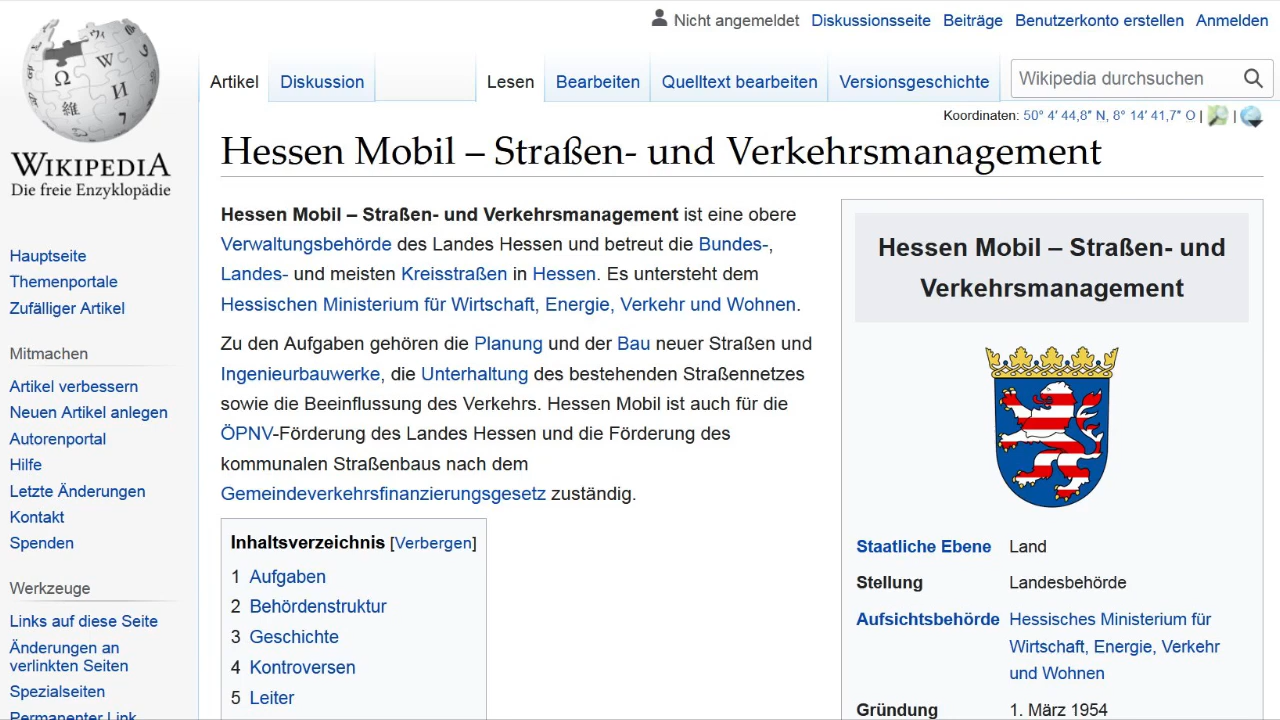 Nicht angemeldet Diskussionsseite Beiträge Benutzerkonto erstellen Anmelden
Artikel Diskussion Lesen Bearbeiten Quelltext bearbeiten Versionsgeschichte Wikipedia durchsuchen
Koordinaten: 50° 4′ 44,8″ N, 8° 14′ 41,7″ O | |
WIKIPEDIA
Die freie Enzyklopädie
Hauptseite
Themenportale
Zufälliger Artikel
Mitmachen
Artikel verbessern
Neuen Artikel anlegen
Autorenportal
Hilfe
Letzte Änderungen
Kontakt
Spenden
Werkzeuge
Links auf diese Seite
Änderungen an
verlinkten Seiten
Spezialseiten
Permanenter Link
Hessen Mobil – Straßen- und Verkehrsmanagement
Hessen Mobil – Straßen- und Verkehrsmanagement ist eine obere
Verwaltungsbehörde des Landes Hessen und betreut die Bundes-,
Landes- und meisten Kreisstraßen in Hessen. Es untersteht dem
Hessischen Ministerium für Wirtschaft, Energie, Verkehr und Wohnen.
Zu den Aufgaben gehören die Planung und der Bau neuer Straßen und
Ingenieurbauwerke, die Unterhaltung des bestehenden Straßennetzes
sowie die Beeinflussung des Verkehrs. Hessen Mobil ist auch für die
ÖPNV-Förderung des Landes Hessen und die Förderung des
kommunalen Straßenbaus nach dem
Gemeindeverkehrsfinanzierungsgesetz zuständig.
Inhaltsverzeichnis [Verbergen]
1 Aufgaben
2 Behördenstruktur
3 Geschichte
4 Kontroversen
5 Leiter
Hessen Mobil – Straßen- und
Verkehrsmanagement
Staatliche Ebene Land
Stellung Landesbehörde
Aufsichtsbehörde Hessisches Ministerium für
Wirtschaft, Energie, Verkehr
und Wohnen
Gründung 1. März 1954